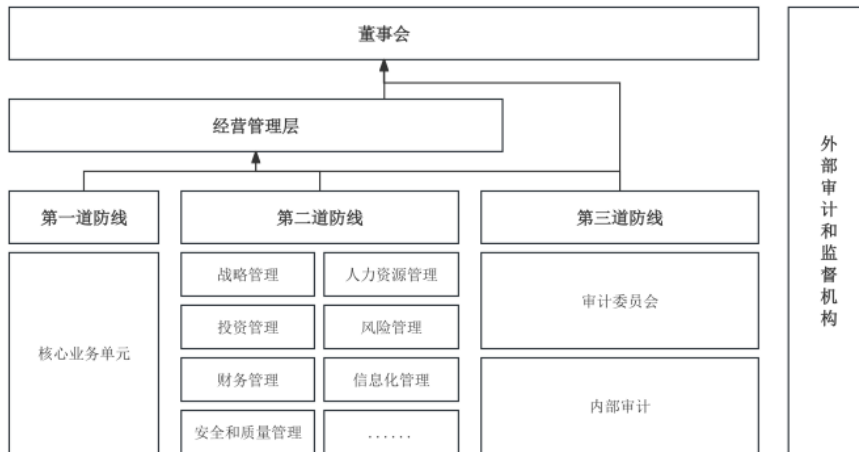 董事会
经营管理层
第一道防线
第二道防线
第三道防线
核心业务单元
战略管理
人力资源管理
投资管理
风险管理
财务管理
信息化管理
安全和质量管理
......
审计委员会
内部审计
外部审计和监督机构